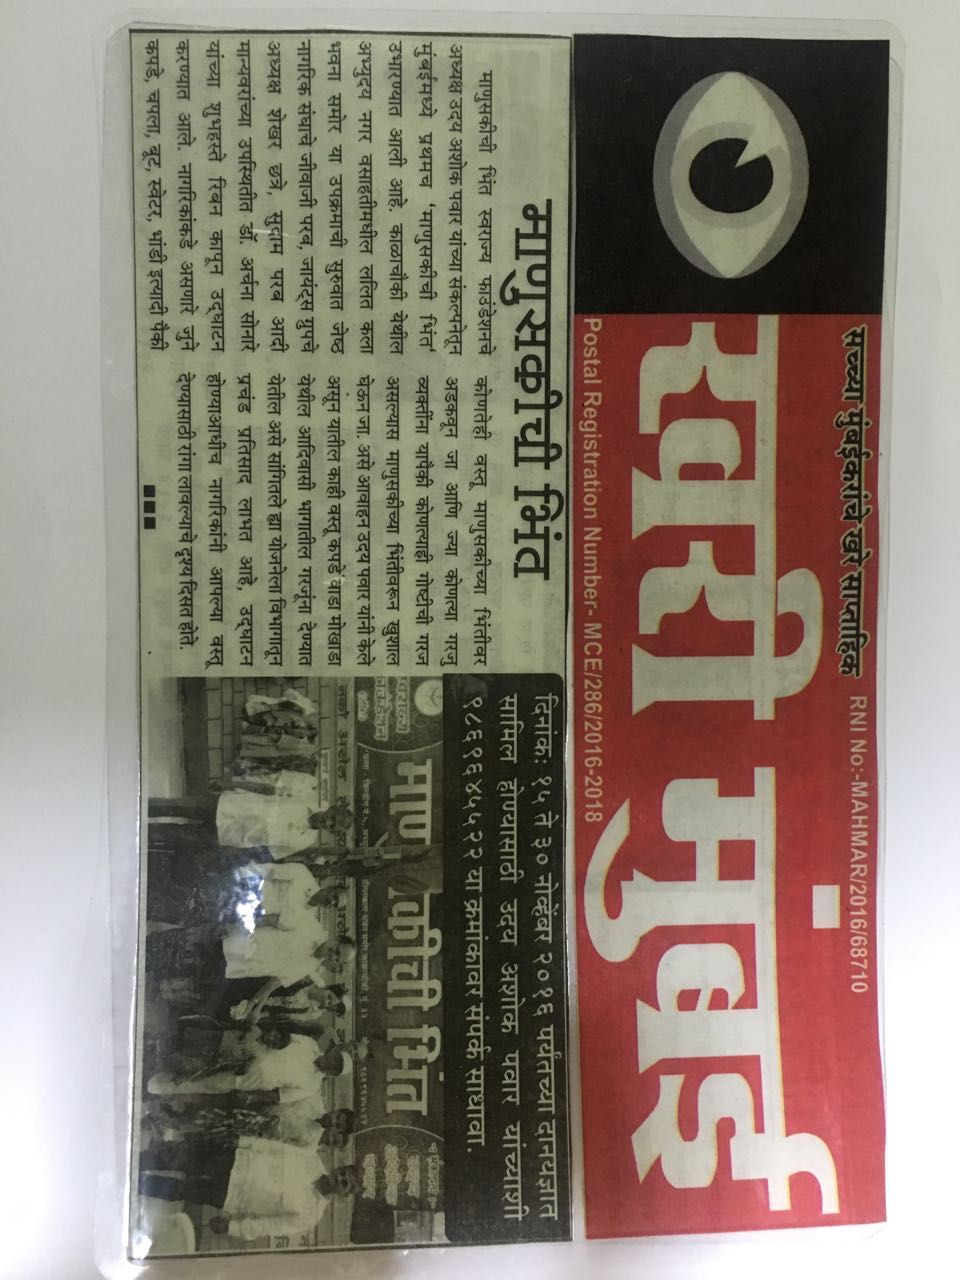 सच्च्या मुंबईकरांचे खरे साप्ताहिक
RNI No:-MAHMAR/2016/68710
खरी मुंबई
Postal Registration Number- MCE/286/2016-2018
माणुसकीची भिंत
माणुसकीची भिंत स्वराज्य फाउंडेशनचे
अध्यक्ष उदय अशोक पवार यांच्या संकल्पनेतून
मुंबईमध्ये प्रथमच 'माणुसकीची भिंत'
उभारण्यात आली आहे. काळाचौकी येथील
अभ्युदय नगर वसाहतीमधील ललित कला
भवना समोर या उपक्रमाची सुरुवात जेष्ठ
नागरिक संघाचे जीवाजी परब, जायंट्स ग्रुपचे
अध्यक्ष शेखर छत्रे, सुदाम परब आदी
मान्यवरांच्या उपस्थितीत डॉ. अर्चना सोनारे
यांच्या शुभहस्ते रिबन कापून उद्घाटन
करण्यात आले. नागरिकांकडे असणारे जुने
कपडे, चपला, बूट, स्वेटर, भांडी इत्यादी पैकी
कोणतेही वस्तू माणुसकीच्या भिंतीवर
अडकवून जा आणि ज्या कोणत्या गरजु
व्यक्तींना यापैकी कोणत्याही गोष्टीची गरज
असल्यास माणुसकीच्या भिंतीवरून खुशाल
घेऊन जा. असे आवाहन उदय पवार यांनी केले
असून यातील काही वस्तू कपडे वाडा मोखाडा
येथील आदिवासी भागातील गरजूंना देण्यात
येतील असे सांगितले ह्या योजनेला विभागातून
प्रचंड प्रतिसाद लाभत आहे, उद्घाटन
होण्याआधीच नागरिकांनी आपल्या वस्तू
देण्यासाठी रांगा लावल्याचे दृश्य दिसत होते.
दिनांक: १५ ते ३० नोव्हेंबर २०१६ पर्यंतच्या दानयज्ञात
सामिल होण्यासाठी उदय अशोक पवार यांच्याशी
९८६९६४५५२२ या क्रमांकावर संपर्क साधावा.
स्वराज्य
फाउंडेशन
माणु कीची भिंत
नको असेल